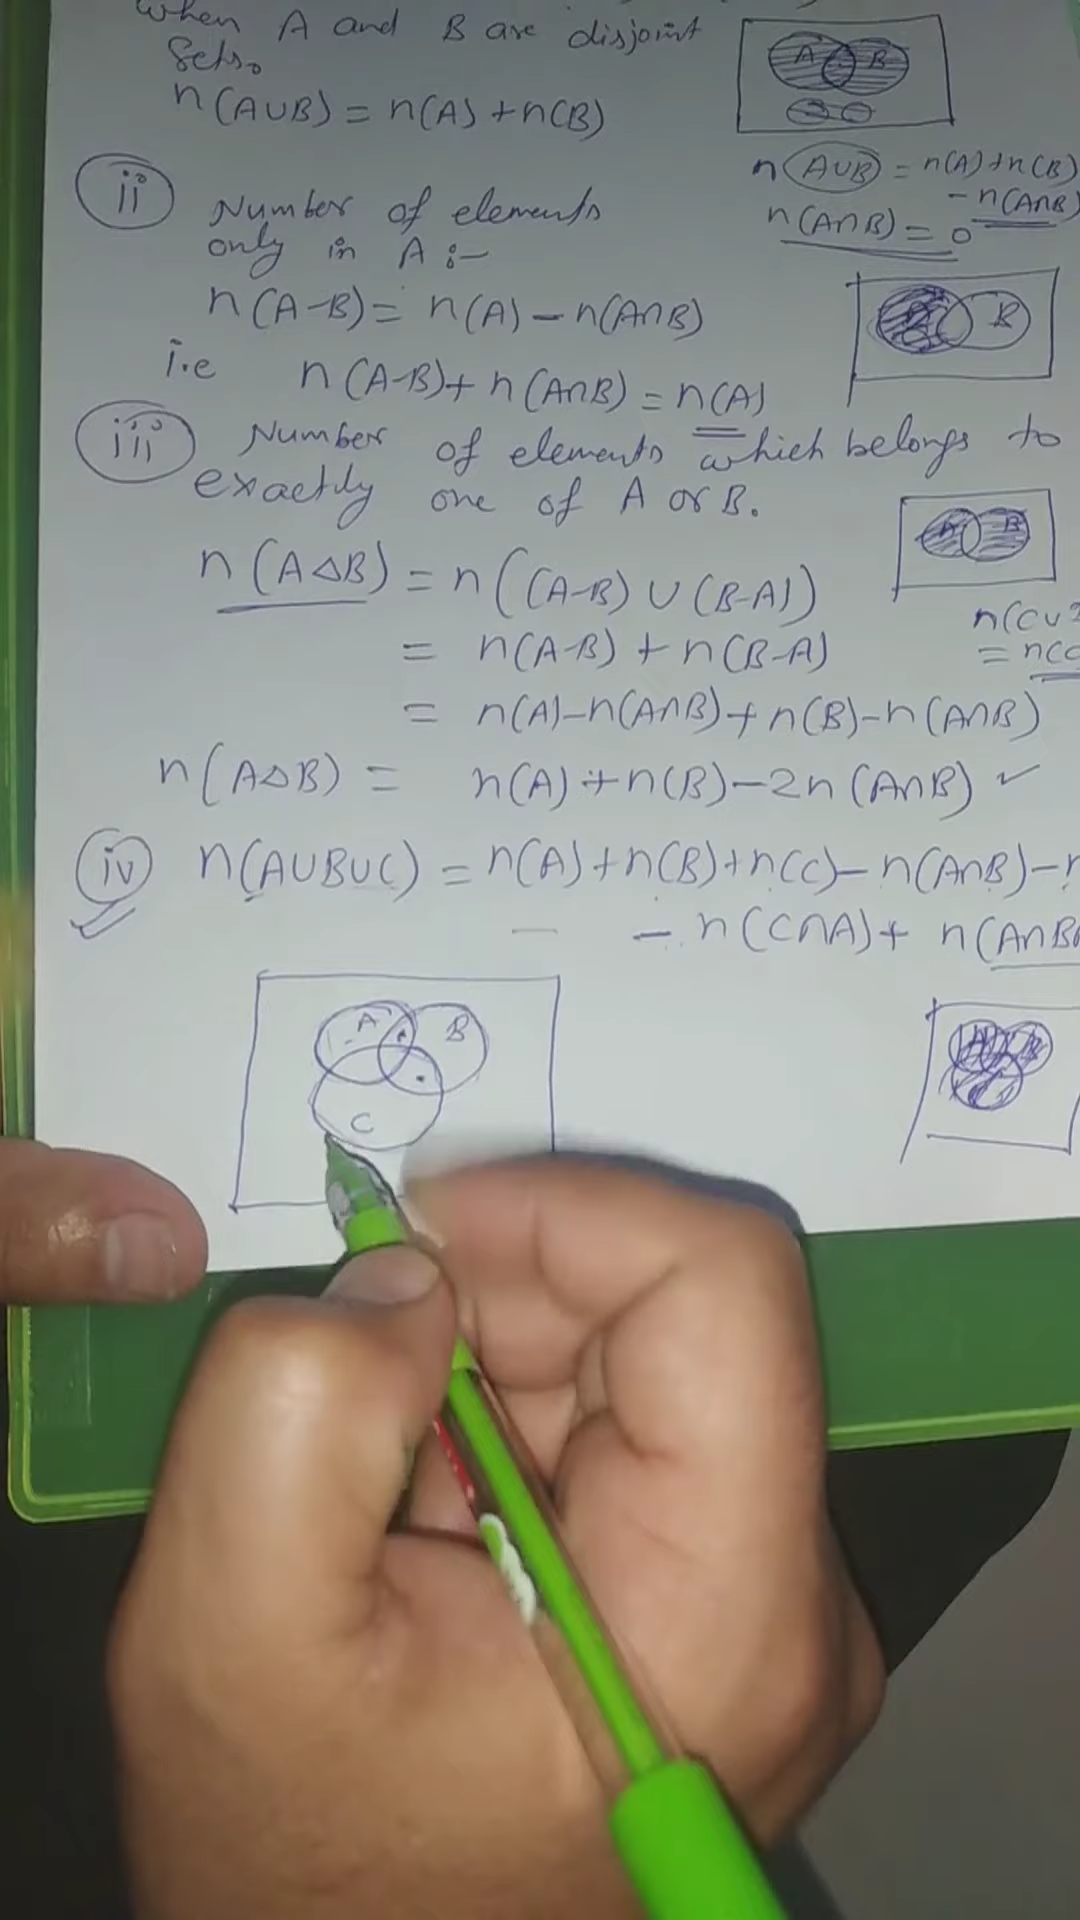 when A and B are disjoint
Sets.
n(A∪B) = n(A) + n(B)
A B
n(A∪B) = n(A) + n(B)
- n(A∩B)
n(A∩B) = 0
ii Number of elements
only in A :-
n(A-B) = n(A) - n(A∩B)
B
i.e n(A-B) + n(A∩B) = n(A)
iii Number of elements which belongs to
exactly one of A or B.
A B
n(A∆B) = n((A-B) ∪ (B-A))
n(C∪
= n(A-B) + n(B-A)
= n(C
= n(A) - n(A∩B) + n(B) - n(A∩B)
n(A∆B) = n(A) + n(B) - 2n(A∩B) ✓
iv n(A∪B∪C) = n(A) + n(B) + n(C) - n(A∩B) - n
- n(C∩A) + n(A∩B
A B
C